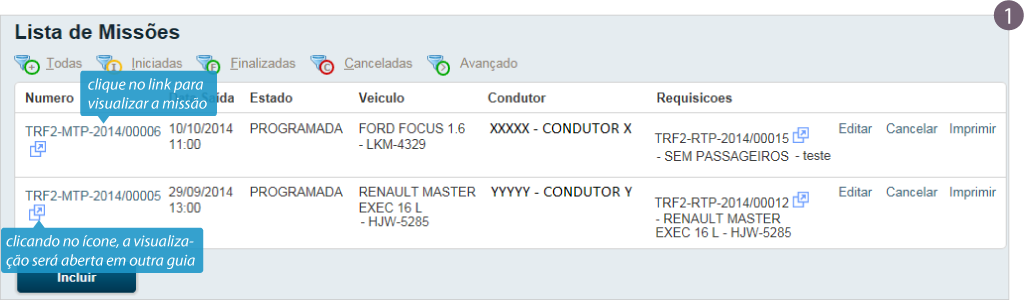 1
Lista de Missões
Todas Iniciadas Finalizadas Canceladas Avançado
clique no link para
visualizar a missão
Numero Saída Estado Veiculo Condutor Requisicoes
TRF2-MTP-2014/00006 10/10/2014 PROGRAMADA FORD FOCUS 1.6 XXXXX - CONDUTOR X TRF2-RTP-2014/00015 Editar Cancelar Imprimir
11:00 - LKM-4329 - SEM PASSAGEIROS - teste
TRF2-MTP-2014/00005 29/09/2014 PROGRAMADA RENAULT MASTER YYYYY - CONDUTOR Y TRF2-RTP-2014/00012 Editar Cancelar Imprimir
13:00 EXEC 16 L - RENAULT MASTER
- HJW-5285 EXEC 16 L - HJW-5285
clicando no ícone, a visualiza-
ção será aberta em outra guia
Incluir